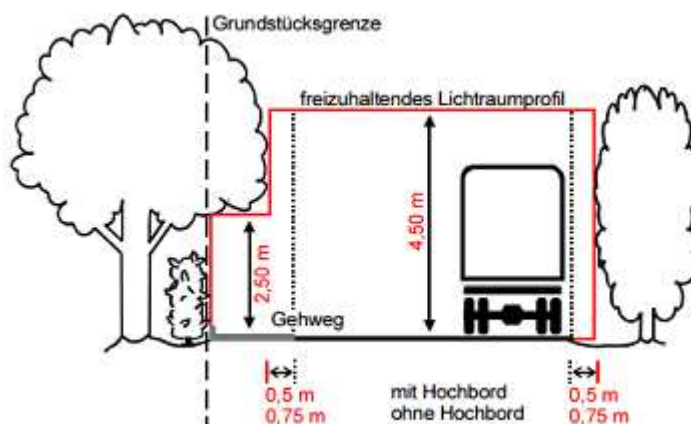 Grundstücksgrenze
freizuhaltendes Lichtraumprofil
4,50 m
2,50 m
Gehweg
0,5 m
0,75 m
mit Hochbord
ohne Hochbord
0,5 m
0,75 m